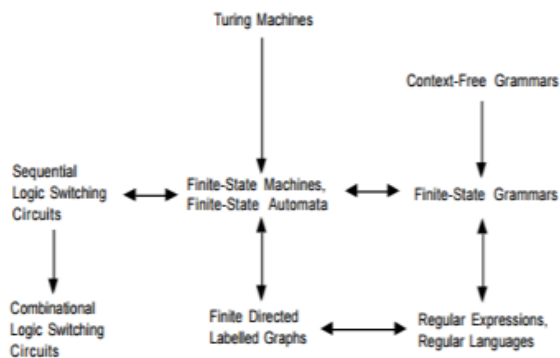 Turing Machines
Context-Free Grammars
Sequential
Logic Switching
Circuits
Finite-State Machines,
Finite-State Automata
Finite-State Grammars
Combinational
Logic Switching
Circuits
Finite Directed
Labelled Graphs
Regular Expressions,
Regular Languages